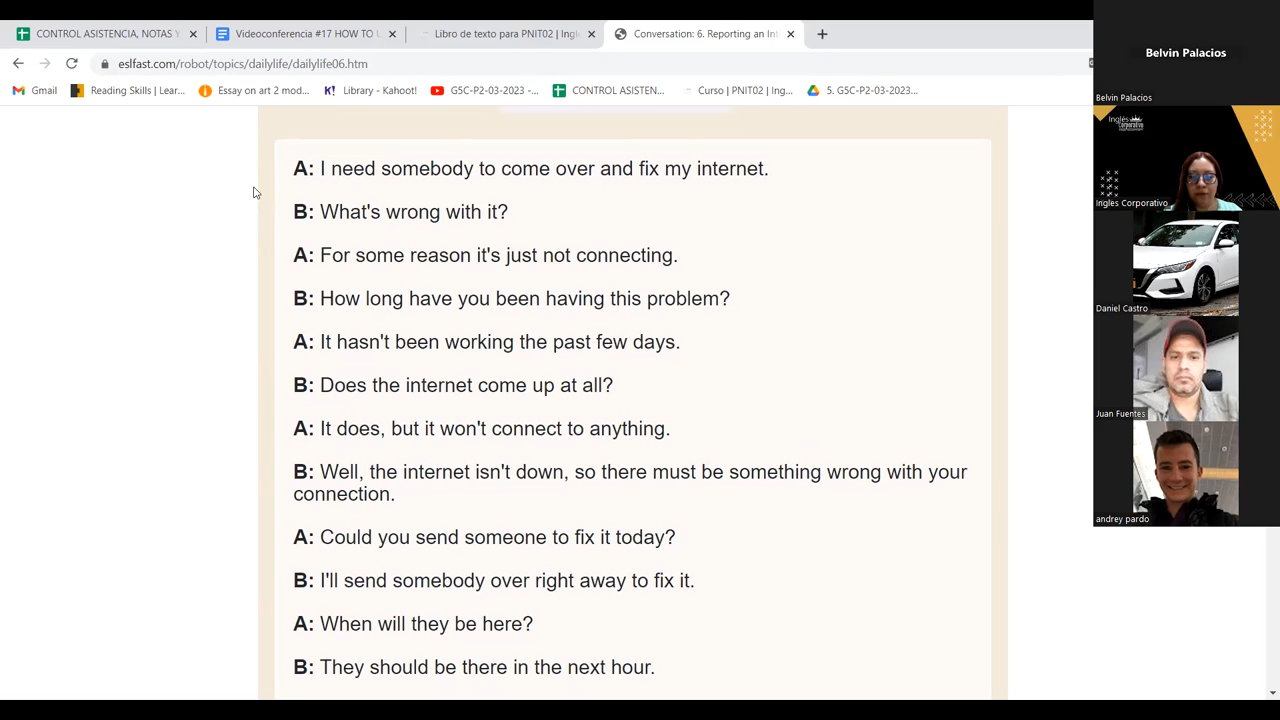 CONTROL ASISTENCIA, NOTAS Y
Videoconferencia #17 HOW TO U
Libro de texto para PNIT02 | Ingl
Conversation: 6. Reporting an Int
eslfast.com/robot/topics/dailylife/dailylife06.htm
Gmail
Reading Skills | Lear...
Essay on art 2 mod...
Library - Kahoot!
G5C-P2-03-2023 -...
CONTROL ASISTEN...
Curso | PNIT02 | Ing...
5. G5C-P2-03-2023...
A: I need somebody to come over and fix my internet.
B: What's wrong with it?
A: For some reason it's just not connecting.
B: How long have you been having this problem?
A: It hasn't been working the past few days.
B: Does the internet come up at all?
A: It does, but it won't connect to anything.
B: Well, the internet isn't down, so there must be something wrong with your
connection.
A: Could you send someone to fix it today?
B: I'll send somebody over right away to fix it.
A: When will they be here?
B: They should be there in the next hour.
Belvin Palacios
Belvin Palacios
Inglés
Corporativo
Ingles Corporativo
Daniel Castro
Juan Fuentes
andrey pardo